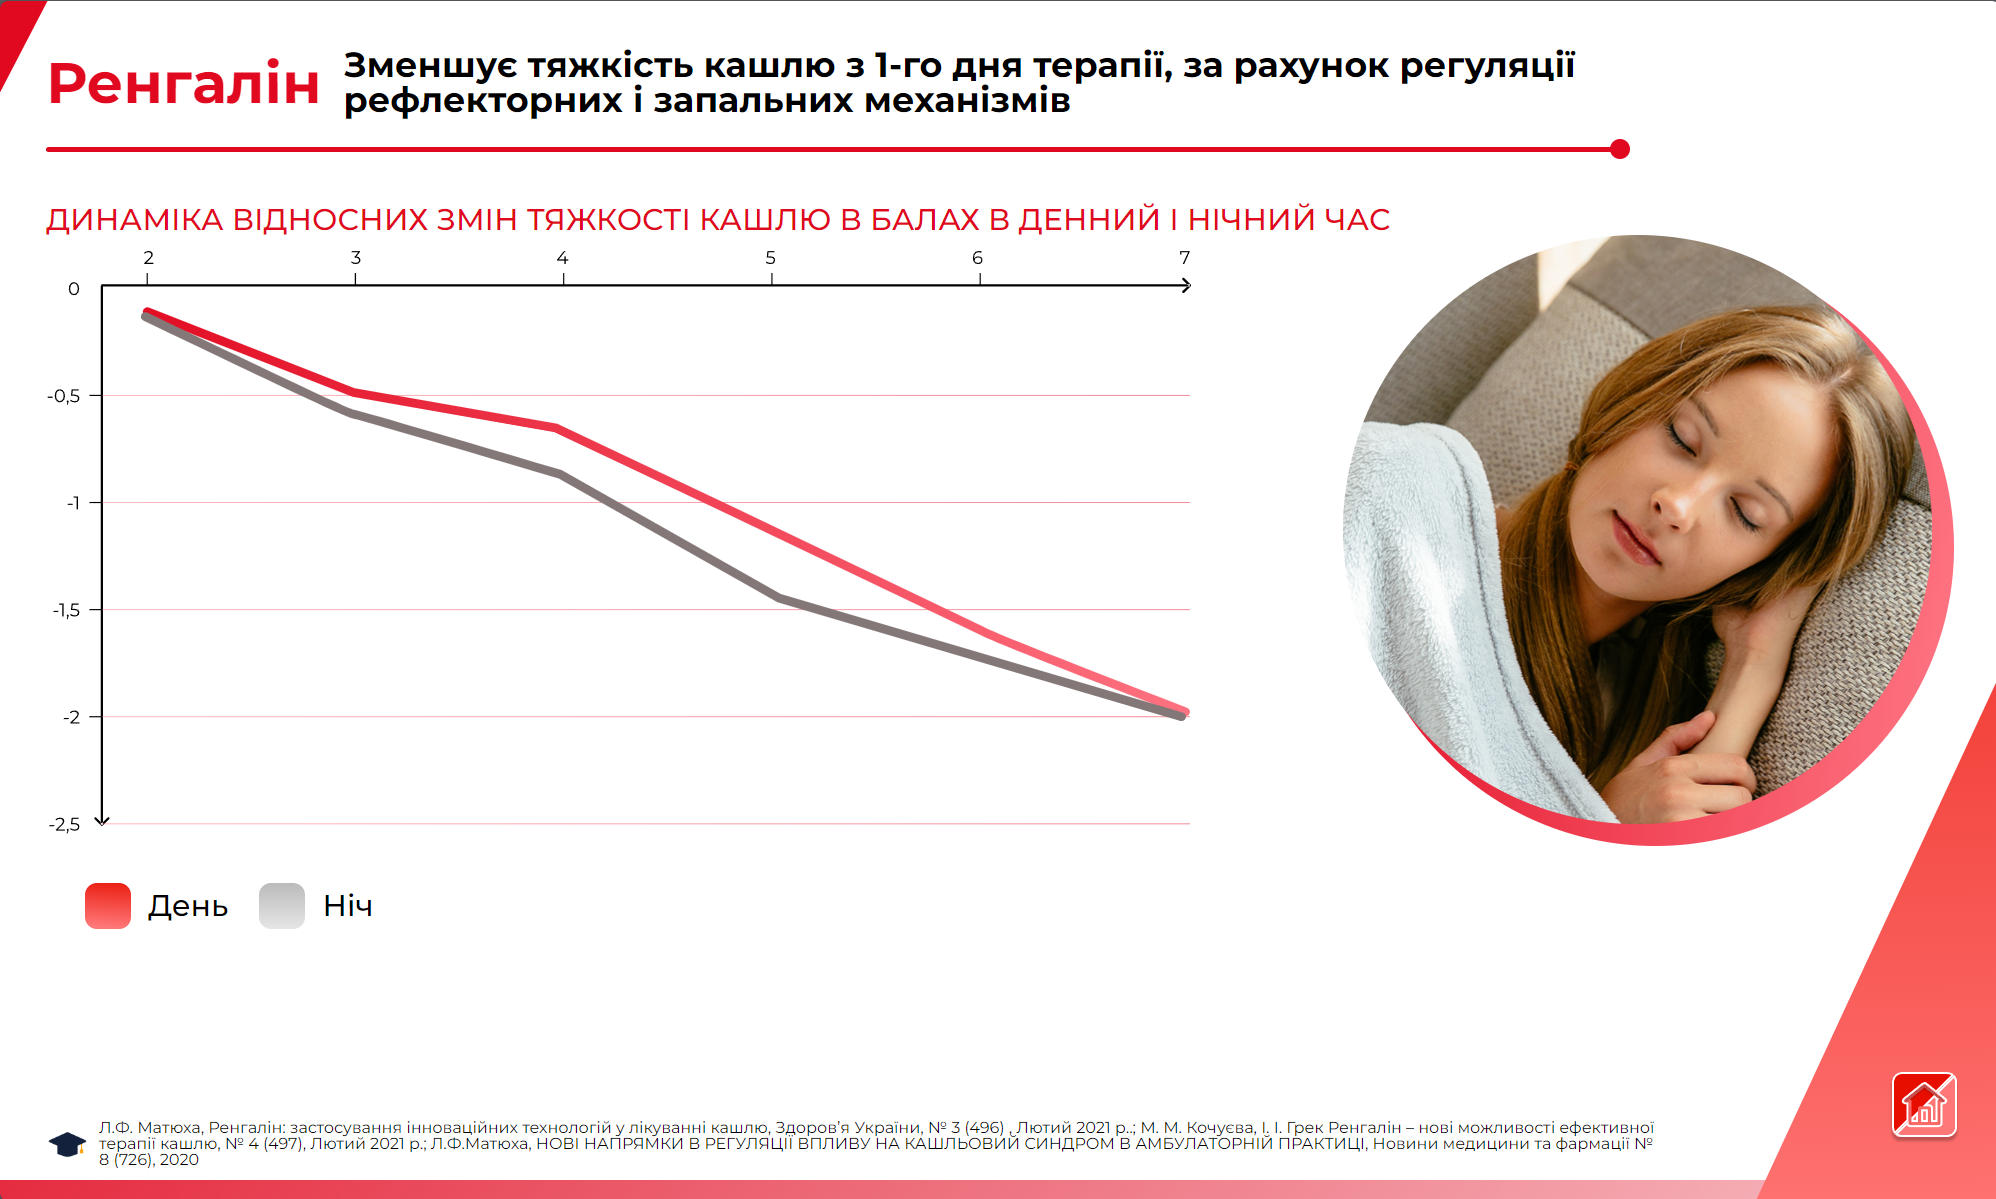 Ренгалін
Зменшує тяжкість кашлю з 1-го дня терапії, за рахунок регуляції
рефлекторних і запальних механізмів
ДИНАМІКА ВІДНОСНИХ ЗМІН ТЯЖКОСТІ КАШЛЮ В БАЛАХ В ДЕННИЙ І НІЧНИЙ ЧАС
2 3 4 5 6 7
0
-0,5
-1
-1,5
-2
-2,5
День Ніч
Л.Ф. Матюха, Ренгалін: застосування інноваційних технологій у лікуванні кашлю, Здоров’я України, № 3 (496) , Лютий 2021 р..; М. М. Кочуєва, І. І. Грек Ренгалін – нові можливості ефективної
терапії кашлю, № 4 (497), Лютий 2021 р.; Л.Ф.Матюха, НОВІ НАПРЯМКИ В РЕГУЛЯЦІЇ ВПЛИВУ НА КАШЛЬОВИЙ СИНДРОМ В АМБУЛАТОРНІЙ ПРАКТИЦІ, Новини медицини та фармації №
8 (726), 2020